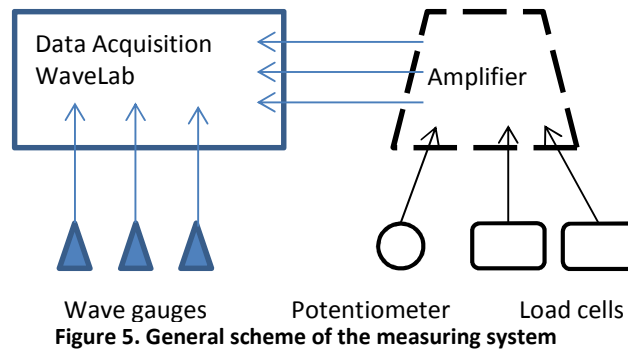 Data Acquisition
WaveLab
Amplifier
Wave gauges Potentiometer Load cells
Figure 5. General scheme of the measuring system